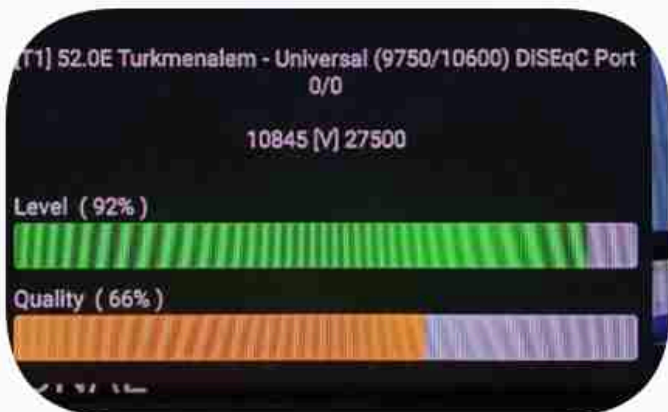 [T1] 52.0E Turkmenalem - Universal (9750/10600) DiSEqC Port
0/0
10845 [V] 27500
Level ( 92% )
Quality ( 66% )